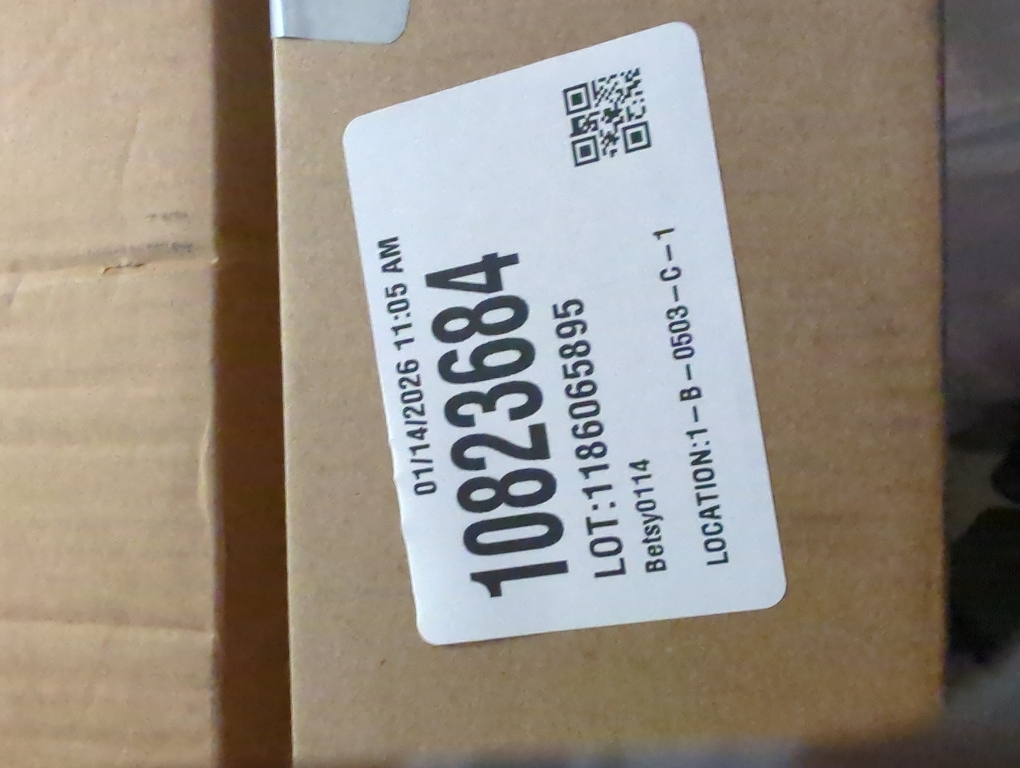 01/14/2026 11:05 AM
10823684
LOT:1186065895
Betsy0114
LOCATION:1-B-0503-C-1